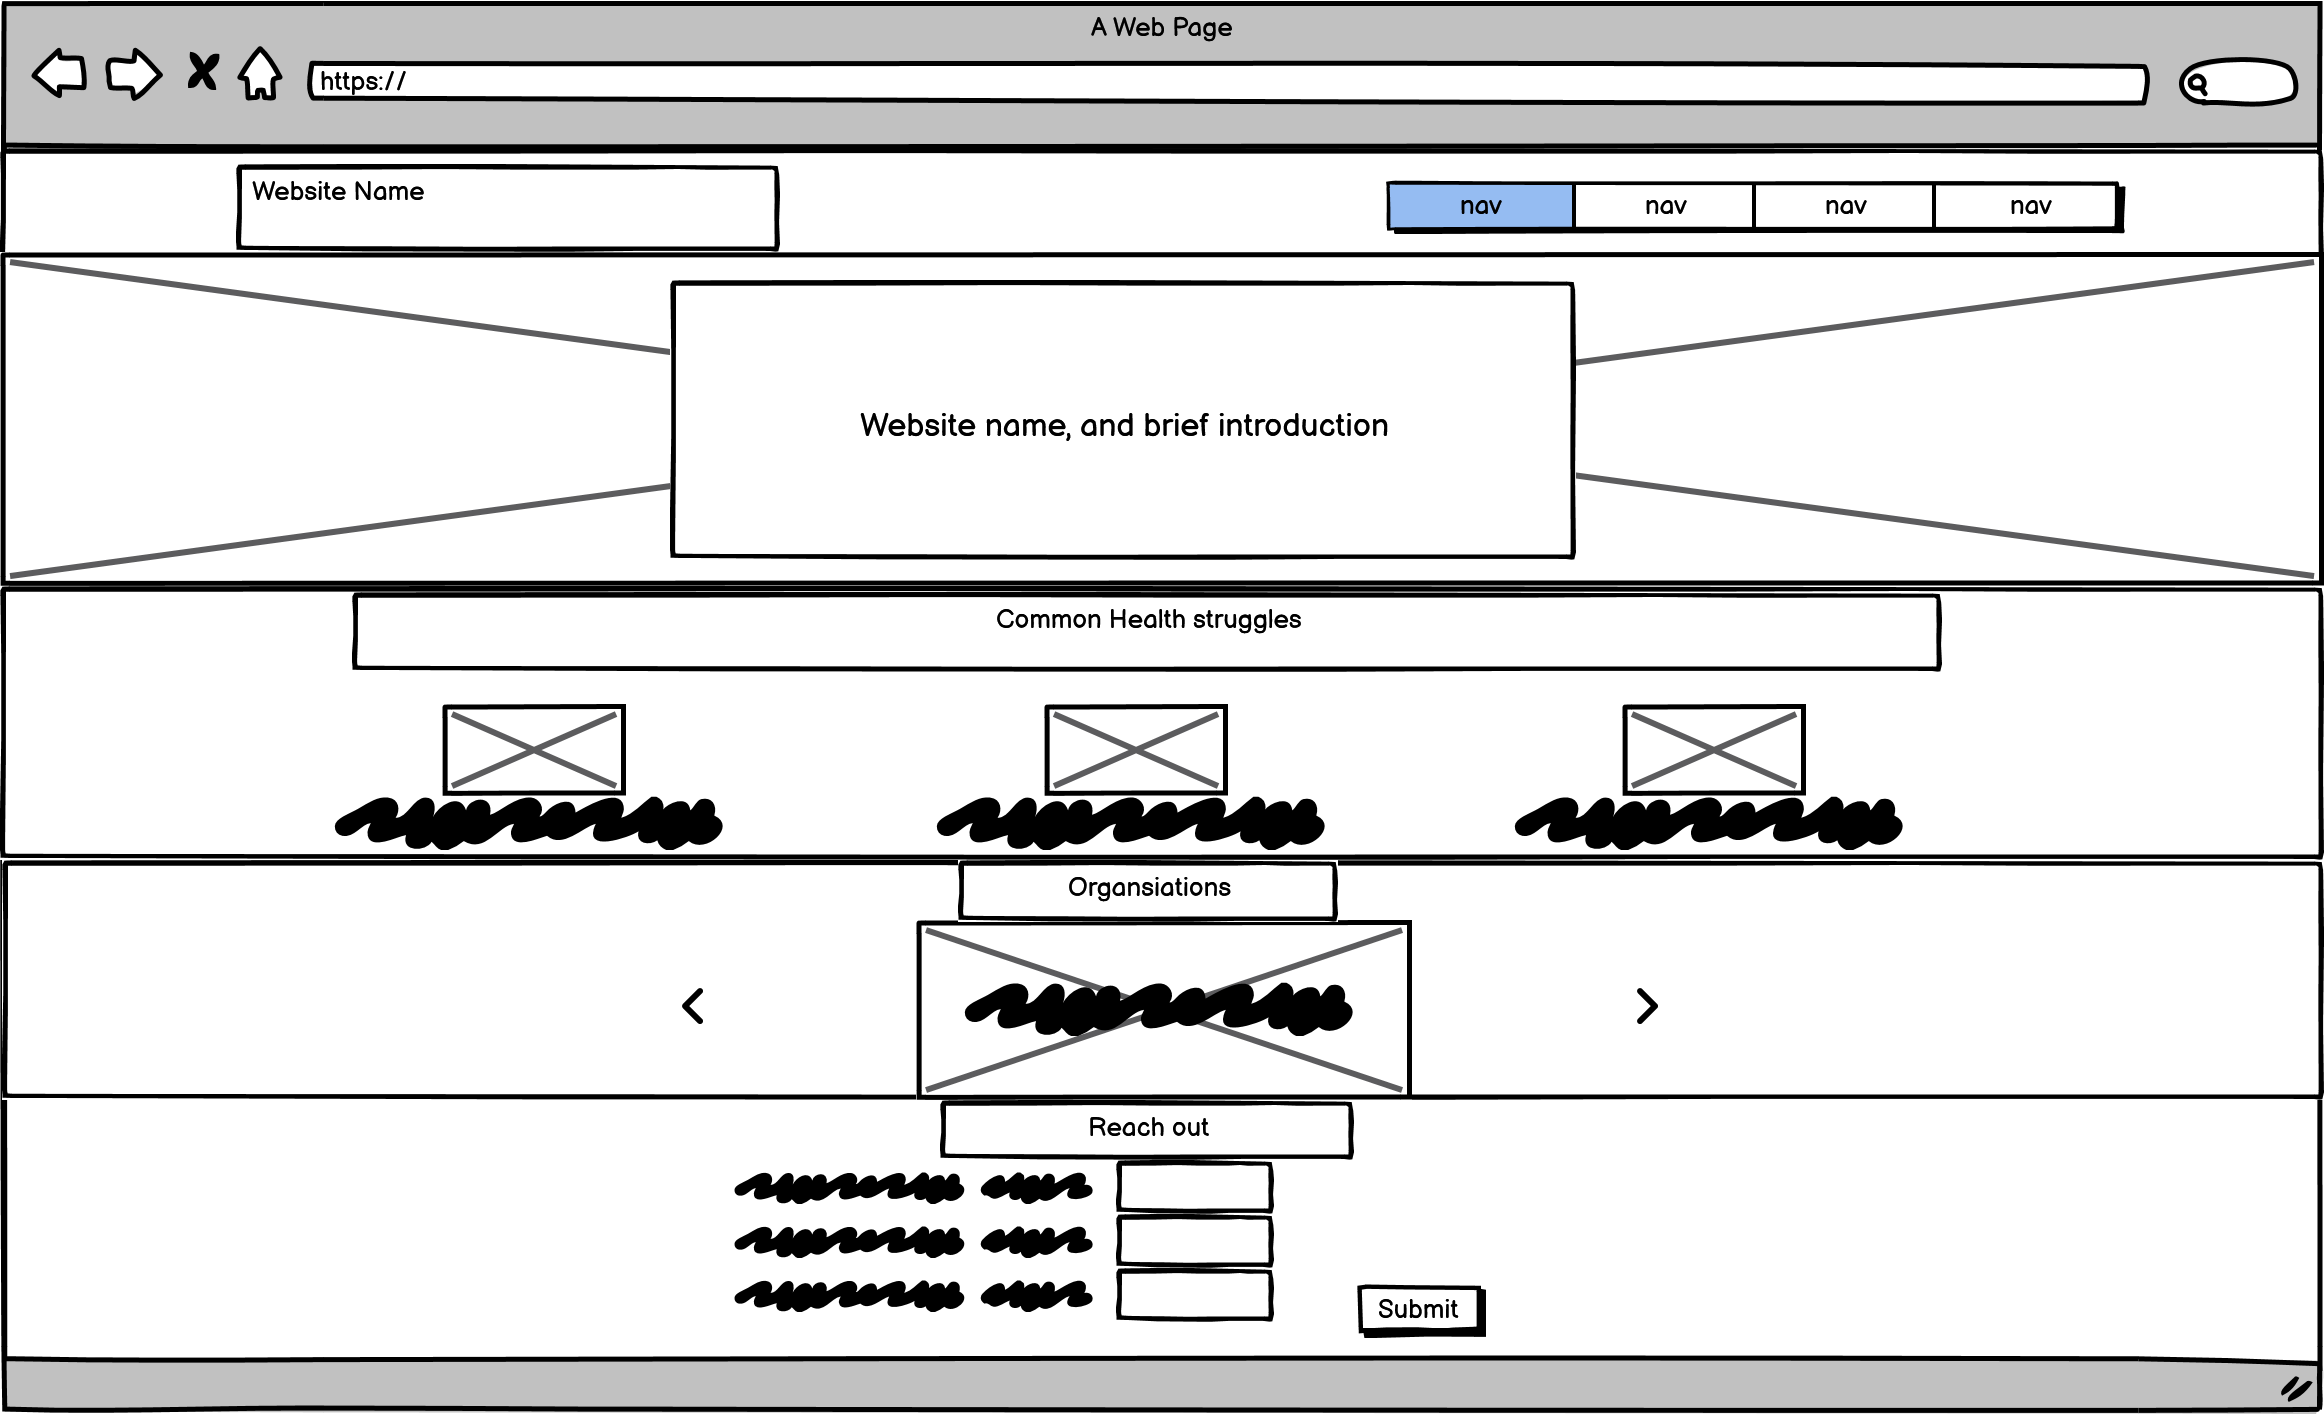 A Web Page
https://
Website Name
nav nav nav nav
Website name, and brief introduction
Common Health struggles
Organsiations
Reach out
Submit